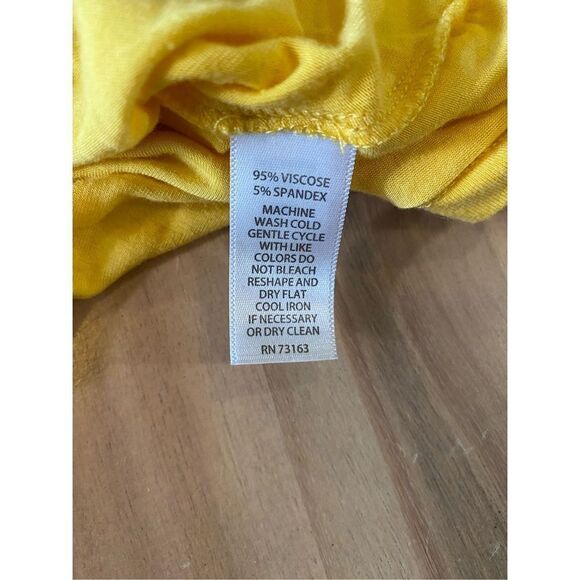 95% VISCOSE
5% SPANDEX
MACHINE
WASH COLD
GENTLE CYCLE
WITH LIKE
COLORS DO
NOT BLEACH
RESHAPE AND
DRY FLAT
COOL IRON
IF NECESSARY
OR DRY CLEAN
RN 73163